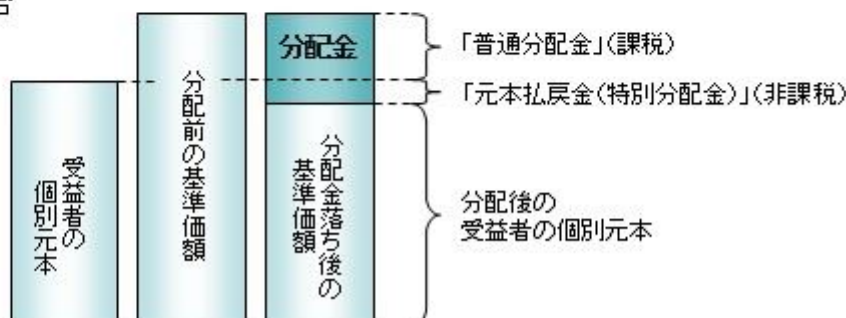 受益者の
個別元本
分配前の基準価額
分配金
分配金落ち後の
基準価額
「普通分配金」(課税)
「元本払戻金(特別分配金)」(非課税)
分配後の
受益者の個別元本